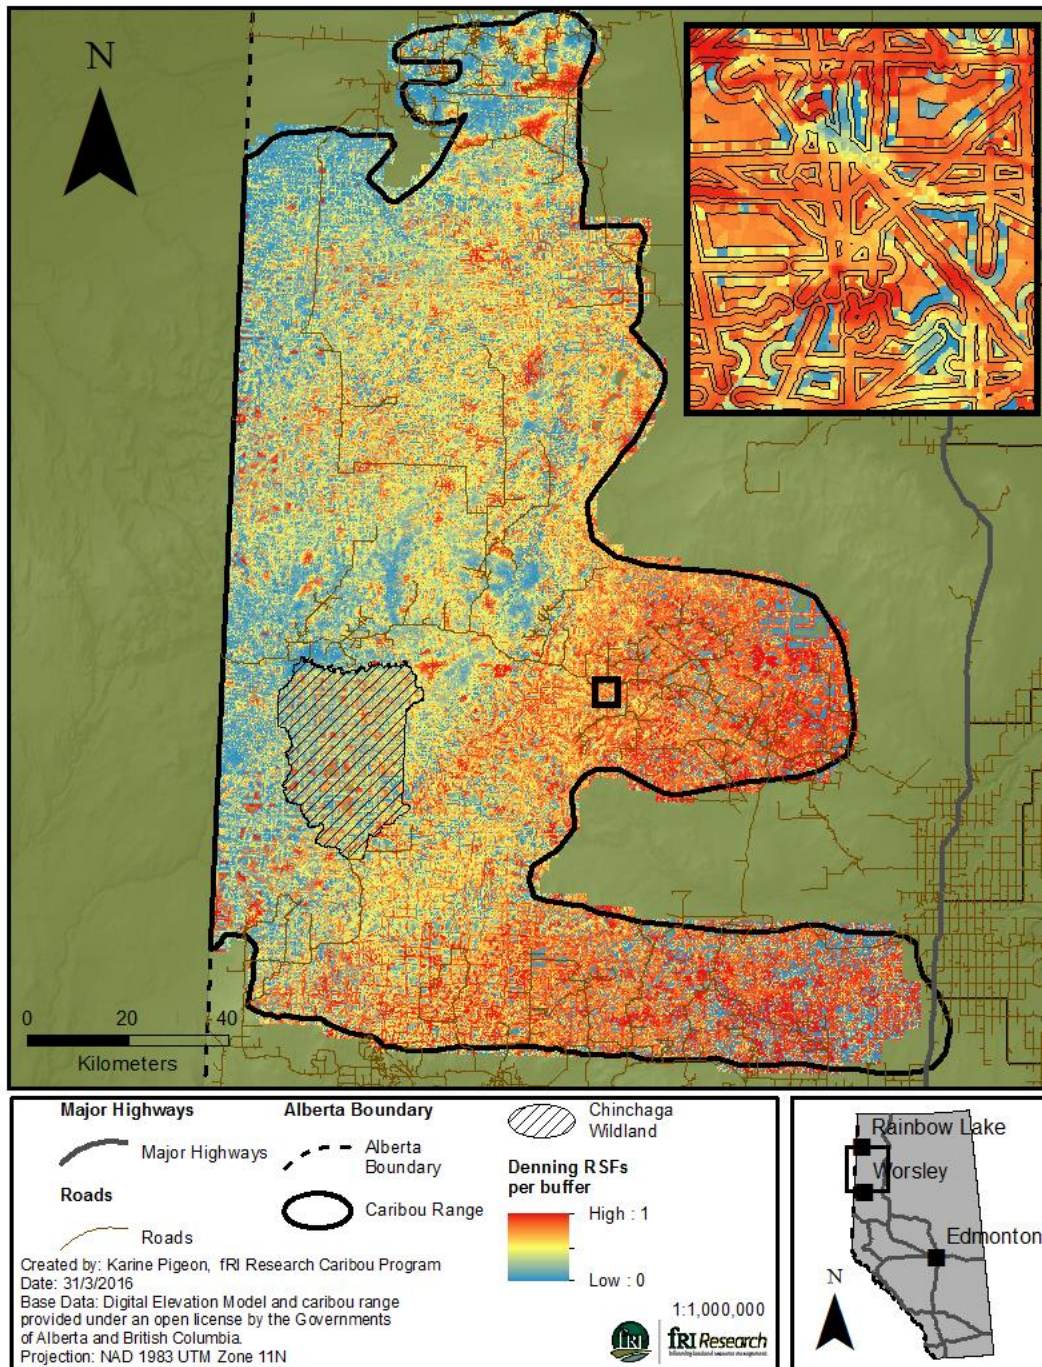 N
0 20 40
Kilometers
Major Highways
Major Highways
Roads
Roads
Alberta Boundary
Alberta
Boundary
Caribou Range
Chinchaga
Wildland
Denning RSFs
per buffer
High : 1
Low : 0
Created by: Karine Pigeon, fRI Research Caribou Program
Date: 31/3/2016
Base Data: Digital Elevation Model and caribou range
provided under an open license by the Governments
of Alberta and British Columbia.
Projection: NAD 1983 UTM Zone 11N
1:1,000,000
fRI
fRI Research
Rainbow Lake
Worsley
Edmonton
N